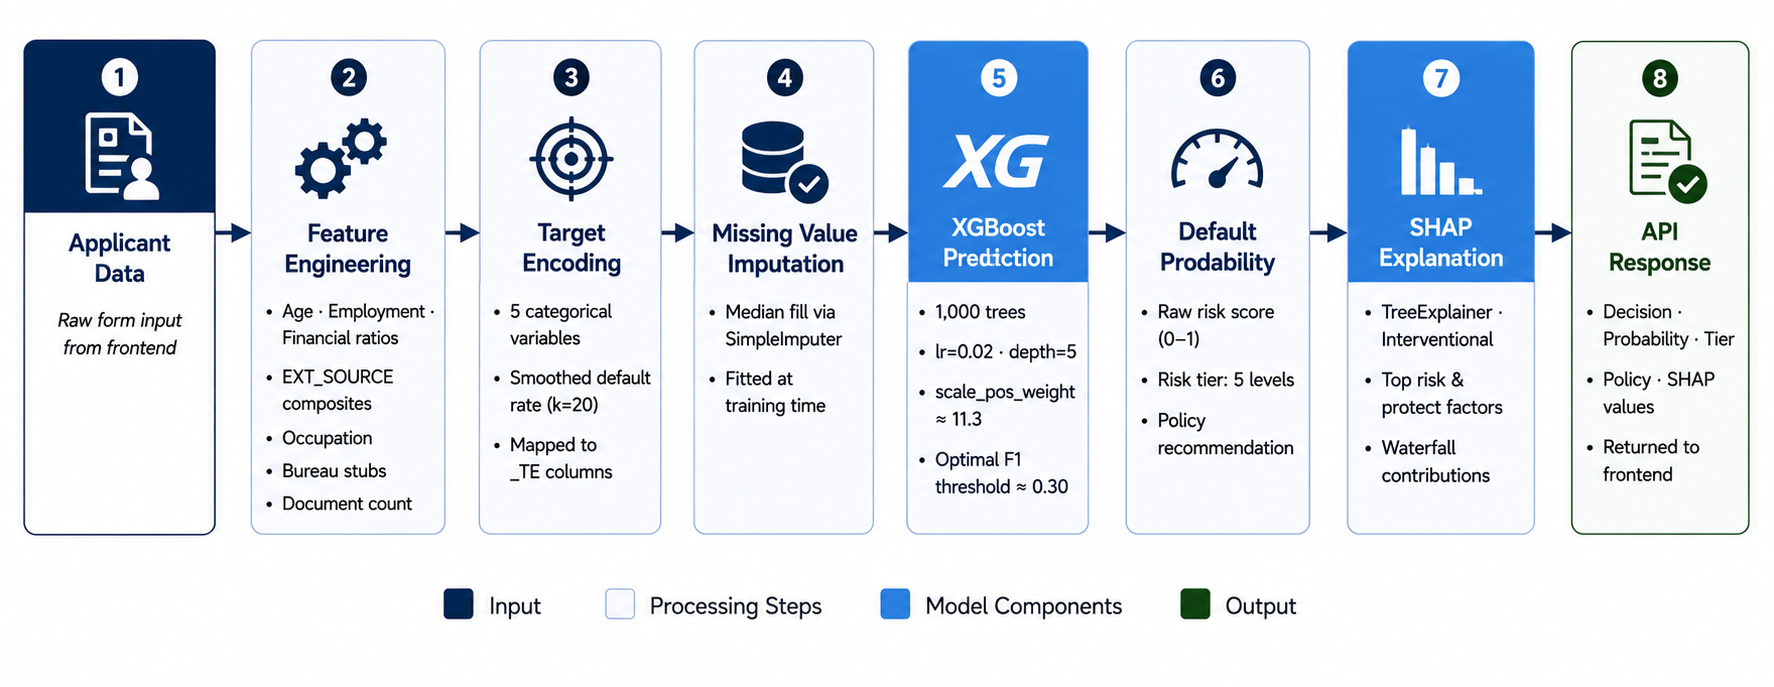 1
Applicant
Data
Raw form input
from frontend
2
Feature
Engineering
• Age · Employment ·
Financial ratios
• EXT_SOURCE
composites
• Occupation
• Bureau stubs
• Document count
3
Target
Encoding
• 5 categorical
variables
• Smoothed default
rate (k=20)
• Mapped to
_TE columns
4
Missing Value
Imputation
• Median fill via
SimpleImputer
• Fitted at
training time
5
XG
XGBoost
Prediction
• 1,000 trees
• lr=0.02 · depth=5
• scale_pos_weight
≈ 11.3
• Optimal F1
threshold ≈ 0.30
6
Default
Prodability
• Raw risk score
(0–1)
• Risk tier: 5 levels
• Policy
recommendation
7
SHAP
Explanation
• TreeExplainer ·
Interventional
• Top risk &
protect factors
• Waterfall
contributions
8
API
Response
• Decision ·
Probability · Tier
• Policy · SHAP
values
• Returned to
frontend
Input
Processing Steps
Model Components
Output